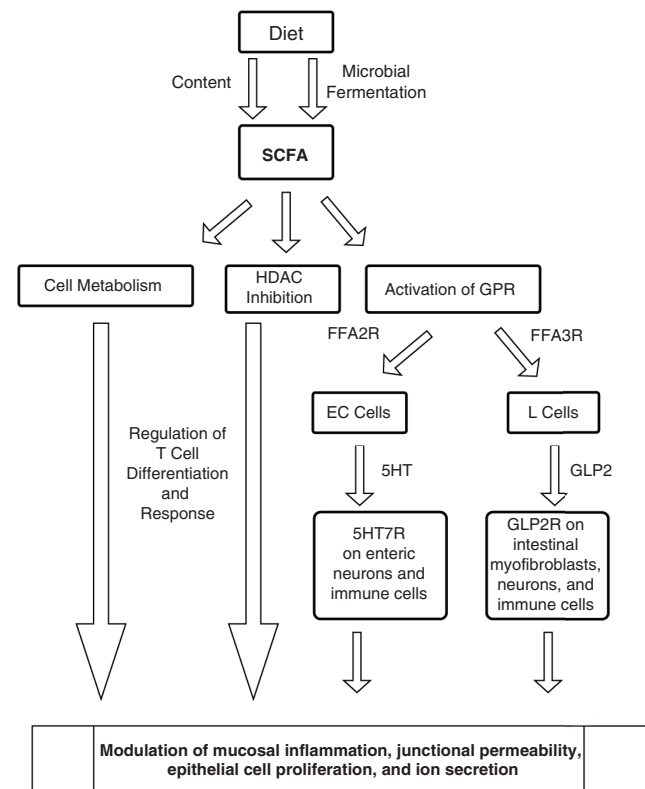 Diet
Content
Microbial
Fermentation
SCFA
Cell Metabolism
HDAC
Inhibition
Activation of GPR
FFA2R
FFA3R
EC Cells
L Cells
Regulation of
T Cell
Differentiation
and
Response
5HT
GLP2
5HT7R
on enteric
neurons and
immune cells
GLP2R on
intestinal
myofibroblasts,
neurons, and
immune cells
Modulation of mucosal inflammation, junctional permeability,
epithelial cell proliferation, and ion secretion